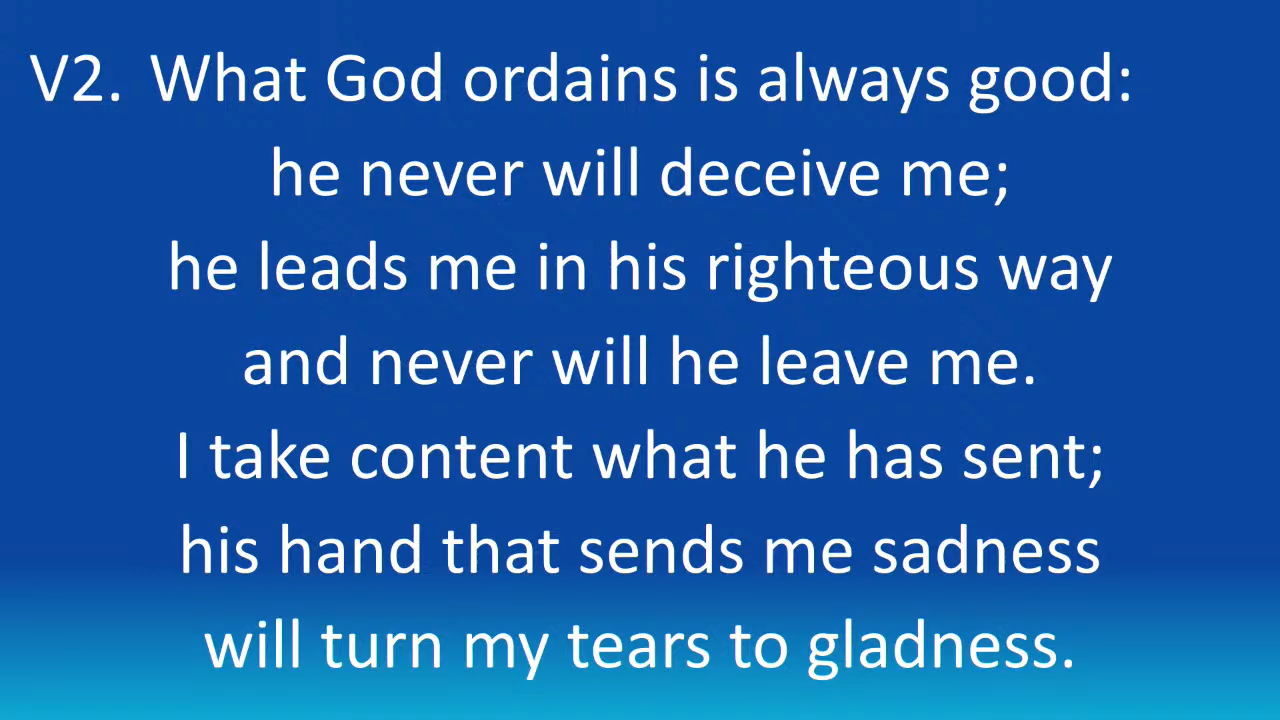 V2. What God ordains is always good:
he never will deceive me;
he leads me in his righteous way
and never will he leave me.
I take content what he has sent;
his hand that sends me sadness
will turn my tears to gladness.